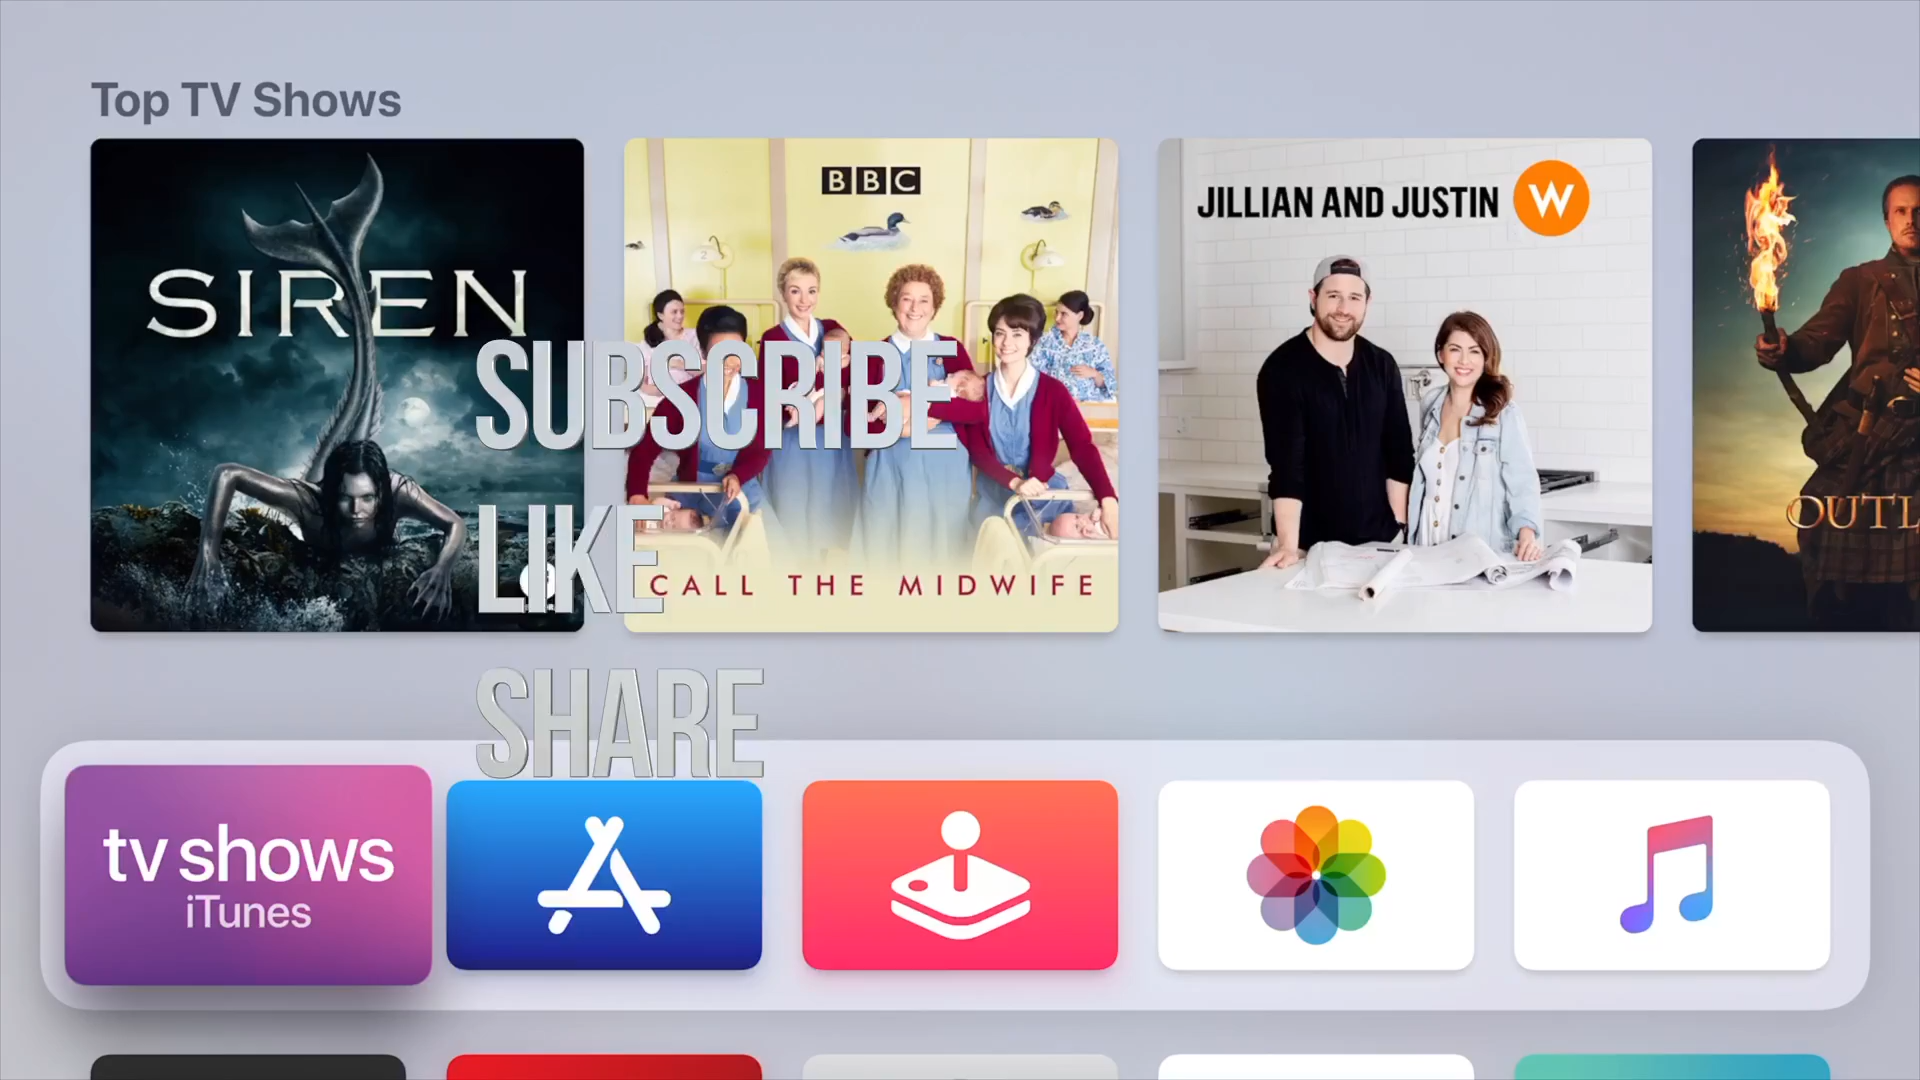 Top TV Shows
SIREN
BBC
JILLIAN AND JUSTIN W
SUBSCRIBE
LIKE
CALL THE MIDWIFE
SHARE
tv shows
iTunes